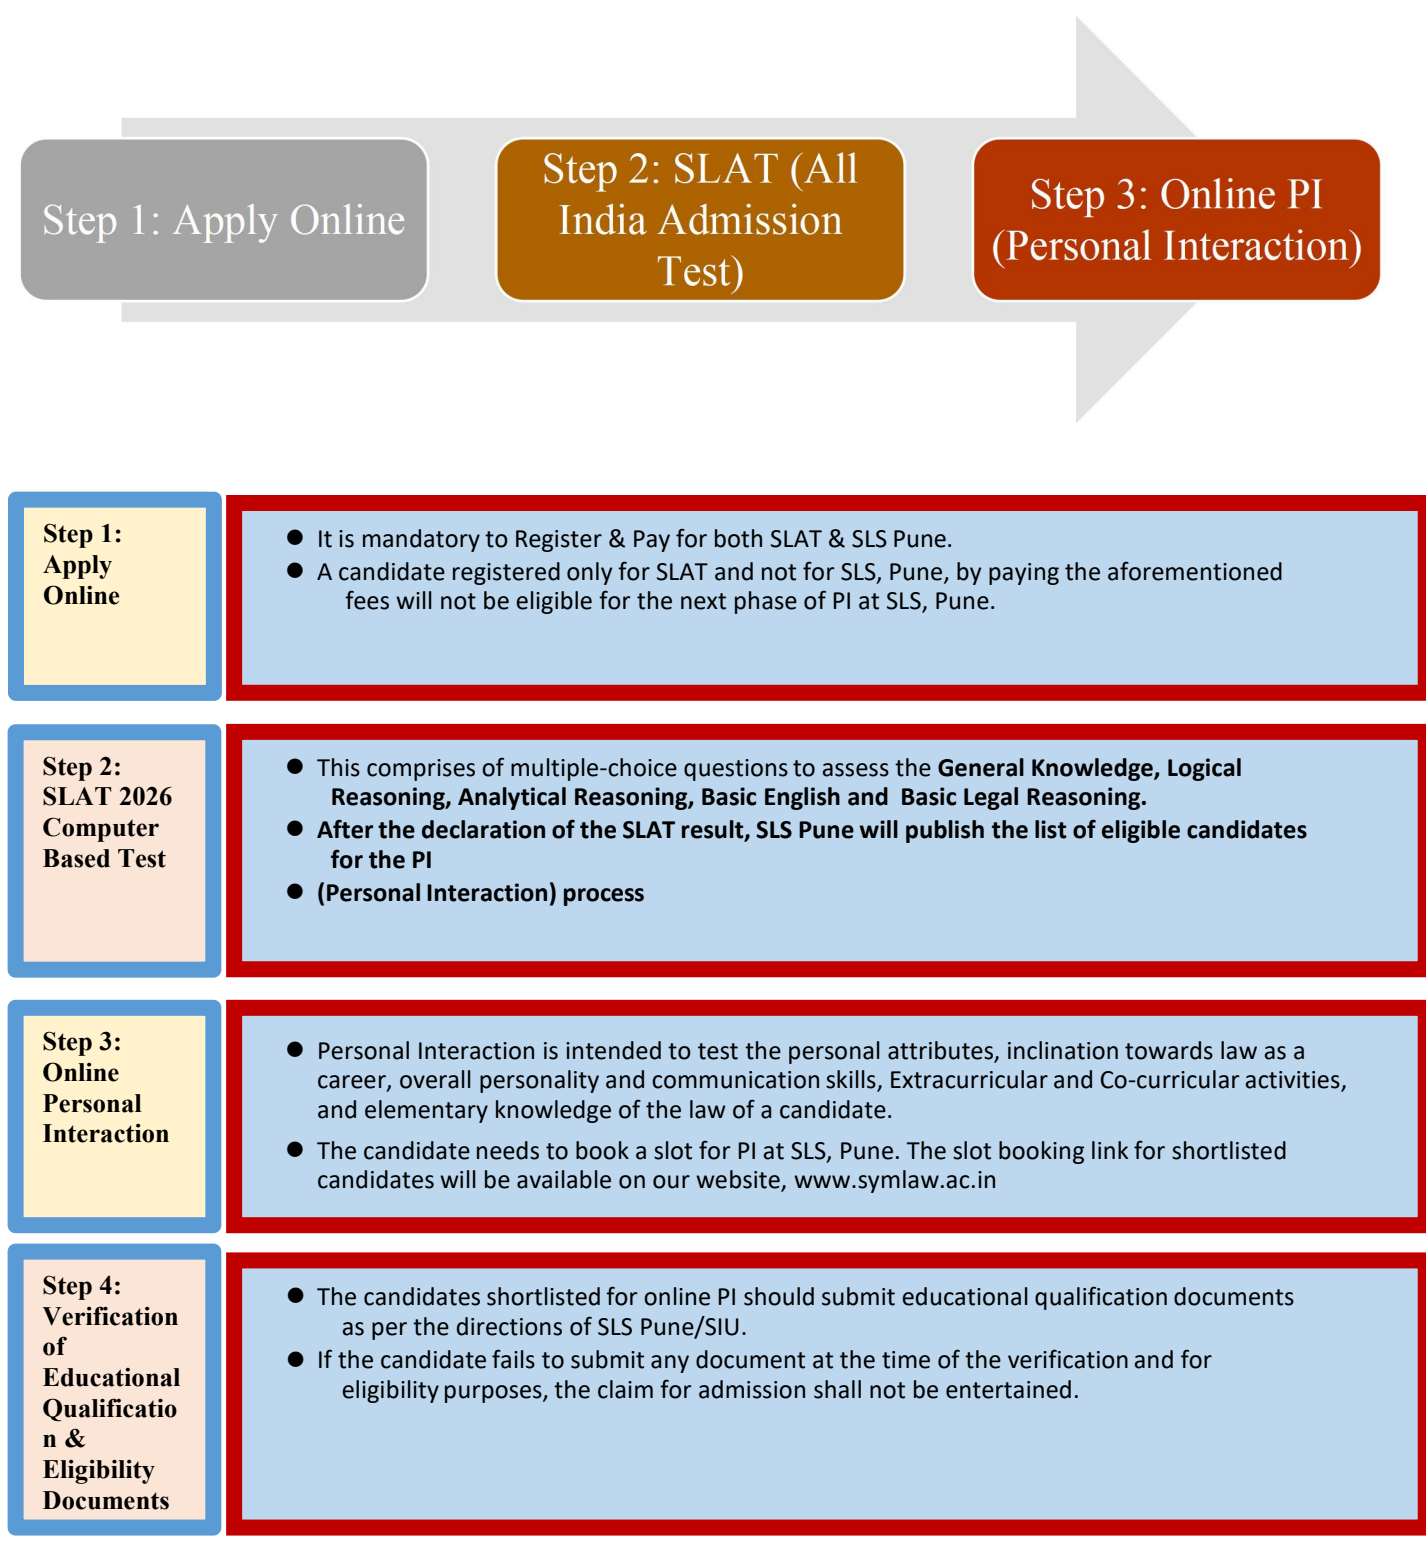 Step 1: Apply Online
Step 2: SLAT (All
India Admission
Test)
Step 3: Online PI
(Personal Interaction)
Step 1:
Apply
Online
● It is mandatory to Register & Pay for both SLAT & SLS Pune.
● A candidate registered only for SLAT and not for SLS, Pune, by paying the aforementioned
fees will not be eligible for the next phase of PI at SLS, Pune.
Step 2:
SLAT 2026
Computer
Based Test
● This comprises of multiple-choice questions to assess the General Knowledge, Logical
Reasoning, Analytical Reasoning, Basic English and Basic Legal Reasoning.
● After the declaration of the SLAT result, SLS Pune will publish the list of eligible candidates
for the PI
● (Personal Interaction) process
Step 3:
Online
Personal
Interaction
● Personal Interaction is intended to test the personal attributes, inclination towards law as a
career, overall personality and communication skills, Extracurricular and Co-curricular activities,
and elementary knowledge of the law of a candidate.
● The candidate needs to book a slot for PI at SLS, Pune. The slot booking link for shortlisted
candidates will be available on our website, www.symlaw.ac.in
Step 4:
Verification
of
Educational
Qualificatio
n &
Eligibility
Documents
● The candidates shortlisted for online PI should submit educational qualification documents
as per the directions of SLS Pune/SIU.
● If the candidate fails to submit any document at the time of the verification and for
eligibility purposes, the claim for admission shall not be entertained.